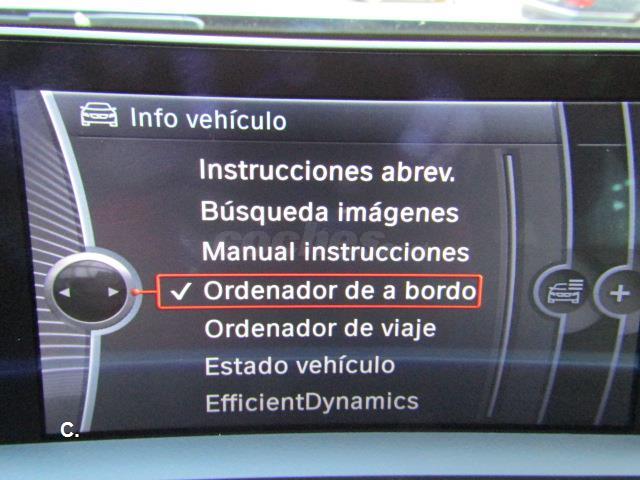 Info vehículo
Instrucciones abrev.
Búsqueda imágenes
Manual instrucciones
Ordenador de a bordo
Ordenador de viaje
Estado vehículo
EfficientDynamics
C.